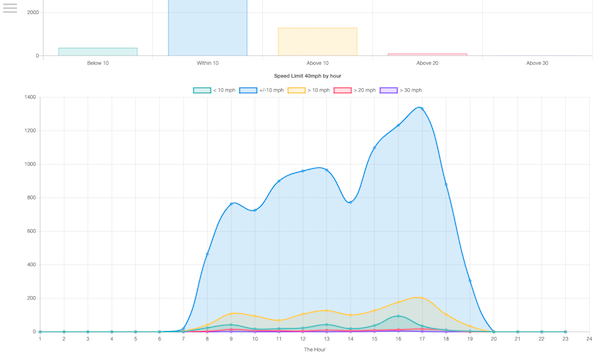 2000
0
Below 10 Within 10 Above 10 Above 20 Above 30
Speed Limit 40mph by hour
< 10 mph +/-10 mph > 10 mph > 20 mph > 30 mph
1400
1200
1000
800
600
400
200
0
1 2 3 4 5 6 7 8 9 10 11 12 13 14 15 16 17 18 19 20 21 22 23 24
The Hour